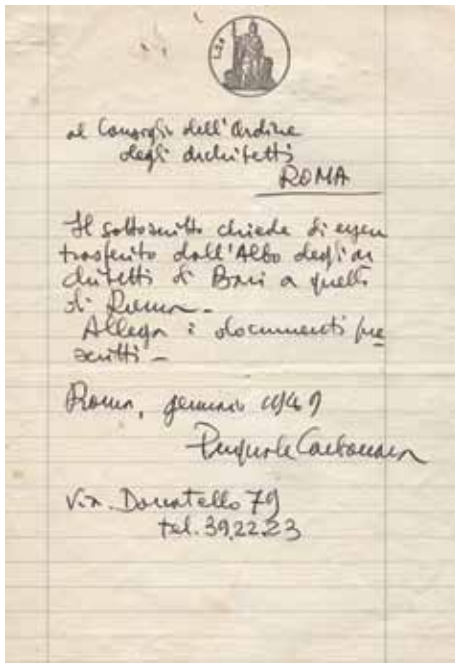 al Consiglio dell'Ordine
degli architetti
ROMA
Il sottoscritto chiede di essere
trasferito dall'Albo degli ar
chitetti di Bari a quello
di Roma -
Allega i documenti pre
scritti -
Roma, gennaio 1949
Pasquale Carbonara
Via Donatello 79
tel. 39.22.23